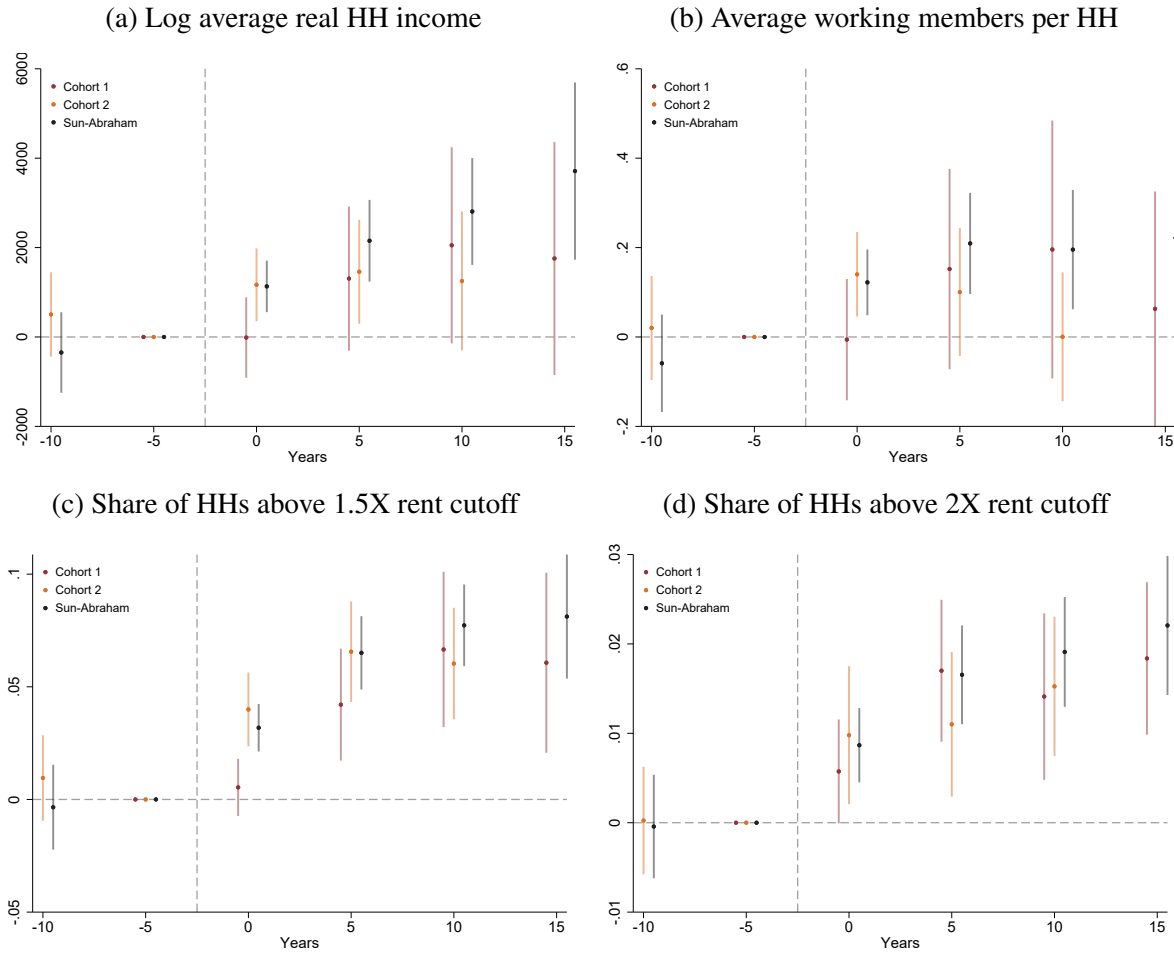 (a) Log average real HH income
6000
4000
2000
0
-2000
Cohort 1
Cohort 2
Sun-Abraham
-10 -5 0 5 10 15
Years
(b) Average working members per HH
.6
.4
.2
0
-.2
Cohort 1
Cohort 2
Sun-Abraham
-10 -5 0 5 10 15
Years
(c) Share of HHs above 1.5X rent cutoff
.1
.05
0
-.05
Cohort 1
Cohort 2
Sun-Abraham
-10 -5 0 5 10 15
Years
(d) Share of HHs above 2X rent cutoff
.03
.02
.01
0
-.01
Cohort 1
Cohort 2
Sun-Abraham
-10 -5 0 5 10 15
Years